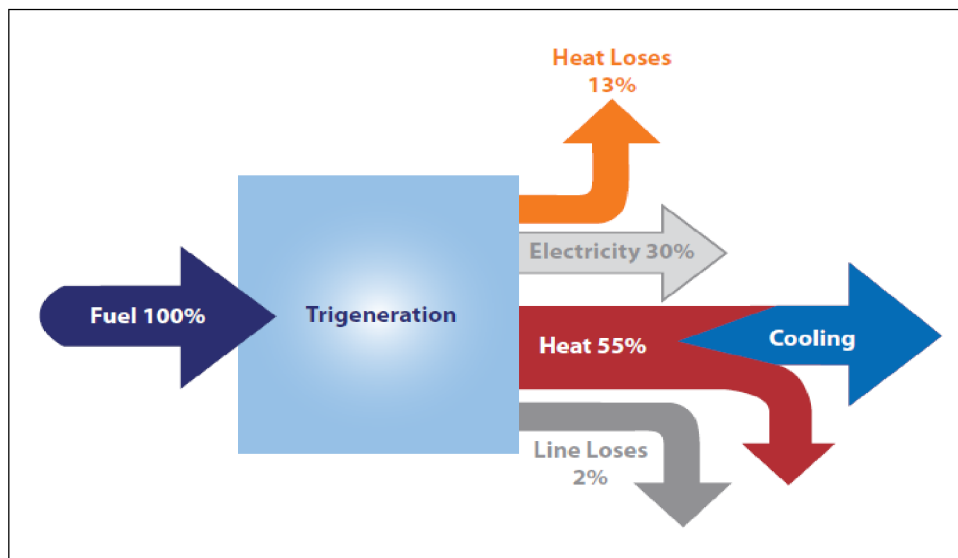 Heat Loses
13%
Electricity 30%
Fuel 100%
Trigeneration
Heat 55%
Cooling
Line Loses
2%